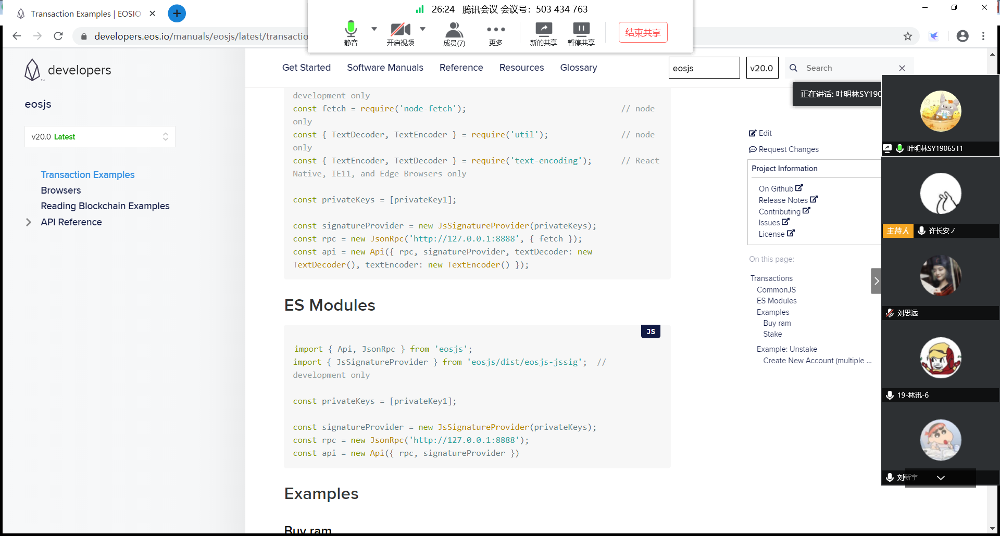 Transaction Examples | EOSIO
26:24 腾讯会议 会议号：503 434 763
developers.eos.io/manuals/eosjs/latest/transactio
静音
开启视频
成员(7)
更多
新的共享
暂停共享
结束共享
developers
Get Started
Software Manuals
Reference
Resources
Glossary
eosjs
v20.0
Search
正在讲话: 叶明林SY190
eosjs
v20.0 Latest
Transaction Examples
Browsers
Reading Blockchain Examples
API Reference
development only
const fetch = require('node-fetch'); // node
only
const { TextDecoder, TextEncoder } = require('util'); // node
only
const { TextEncoder, TextDecoder } = require('text-encoding'); // React
Native, IE11, and Edge Browsers only
const privateKeys = [privateKey1];
const signatureProvider = new JsSignatureProvider(privateKeys);
const rpc = new JsonRpc('http://127.0.0.1:8888', { fetch });
const api = new Api({ rpc, signatureProvider, textDecoder: new
TextDecoder(), textEncoder: new TextEncoder() });
ES Modules
JS
import { Api, JsonRpc } from 'eosjs';
import { JsSignatureProvider } from 'eosjs/dist/eosjs-jssig'; //
development only
const privateKeys = [privateKey1];
const signatureProvider = new JsSignatureProvider(privateKeys);
const rpc = new JsonRpc('http://127.0.0.1:8888');
const api = new Api({ rpc, signatureProvider })
Examples
Buy ram
Edit
Request Changes
Project Information
On Github
Release Notes
Contributing
Issues
License
On this page:
Transactions
CommonJS
ES Modules
Examples
Buy ram
Stake
Example: Unstake
Create New Account (multiple ...
叶明林SY1906511
主持人 许长安ノ
刘思远
19-林讯-6
刘新宇